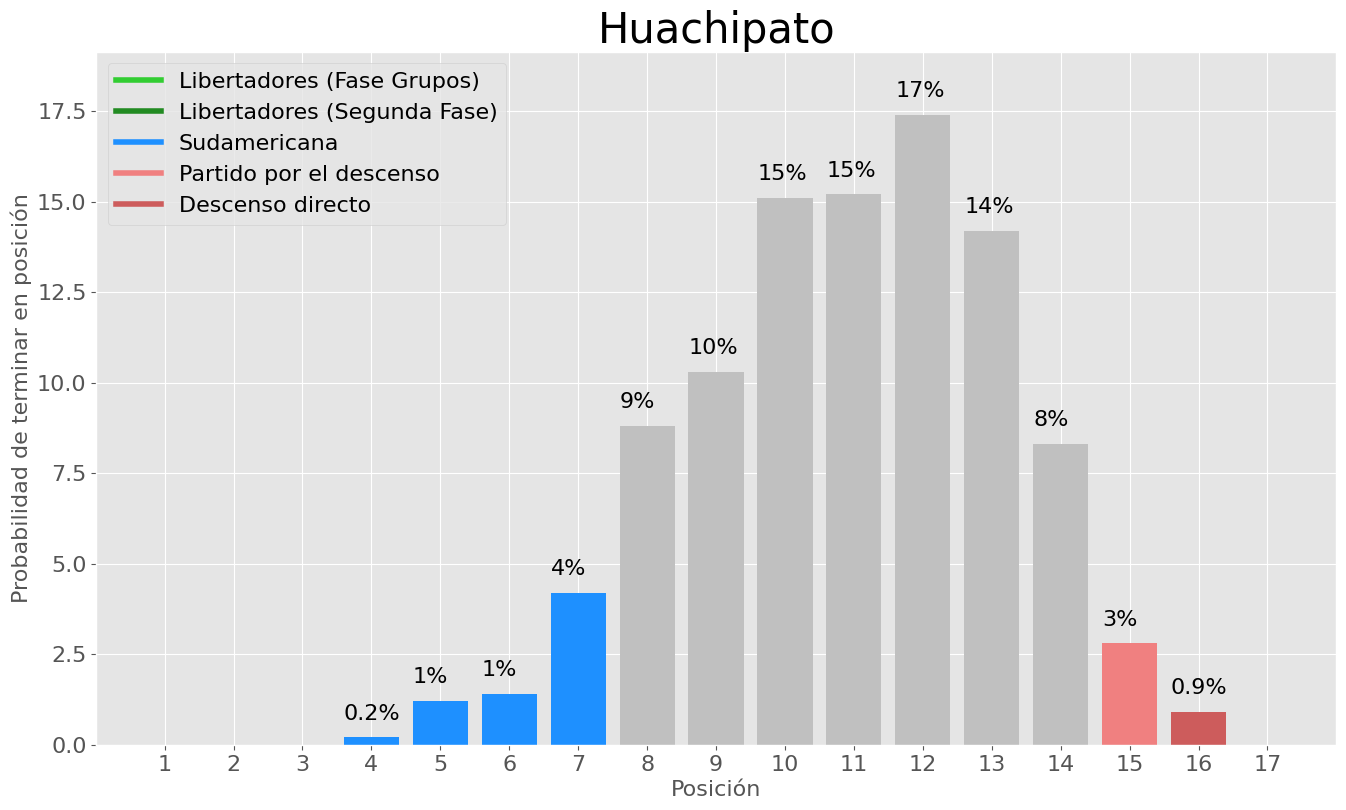 Huachipato
Libertadores (Fase Grupos)
Libertadores (Segunda Fase)
Sudamericana
Partido por el descenso
Descenso directo
Probabilidad de terminar en posición
17.5
15.0
12.5
10.0
7.5
5.0
2.5
0.0
0.2%
1%
1%
4%
9%
10%
15%
15%
17%
14%
8%
3%
0.9%
1 2 3 4 5 6 7 8 9 10 11 12 13 14 15 16 17
Posición